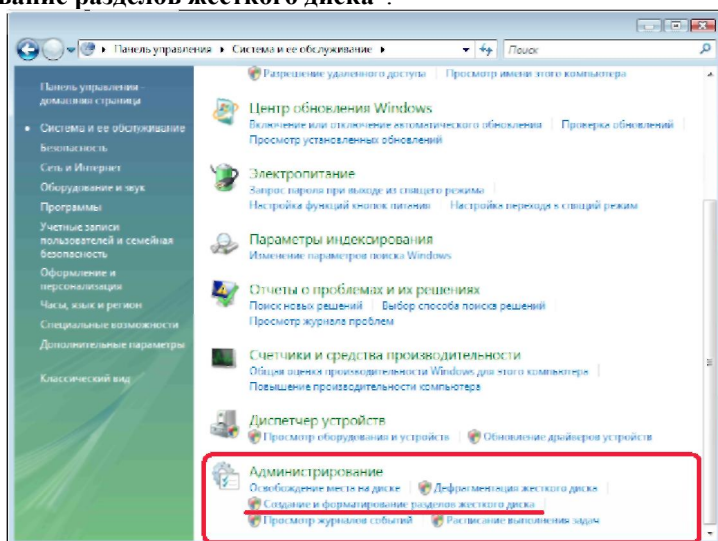 вание разделов жесткого диска".
Панель управления ▸ Система и ее обслуживание ▸
Поиск
Панель управления -
домашняя страница
Система и ее обслуживание
Безопасность
Сеть и Интернет
Оборудование и звук
Программы
Учетные записи
пользователей и семейная
безопасность
Оформление и
персонализация
Часы, язык и регион
Специальные возможности
Дополнительные параметры
Классический вид
Разрешение удаленного доступа Просмотр имени этого компьютера
Центр обновления Windows
Включение или отключение автоматического обновления Проверка обновлений
Просмотр установленных обновлений
Электропитание
Запрос пароля при выходе из спящего режима
Настройка функций кнопок питания Настройка перехода в спящий режим
Параметры индексирования
Изменение параметров поиска Windows
Отчеты о проблемах и их решениях
Поиск новых решений Выбор способа поиска решений
Просмотр журнала проблем
Счетчики и средства производительности
Общая оценка производительности Windows для этого компьютера
Повышение производительности компьютера
Диспетчер устройств
Просмотр оборудования и устройств Обновление драйверов устройств
Администрирование
Освобождение места на диске Дефрагментация жесткого диска
Создание и форматирование разделов жесткого диска
Просмотр журналов событий Расписание выполнения задач